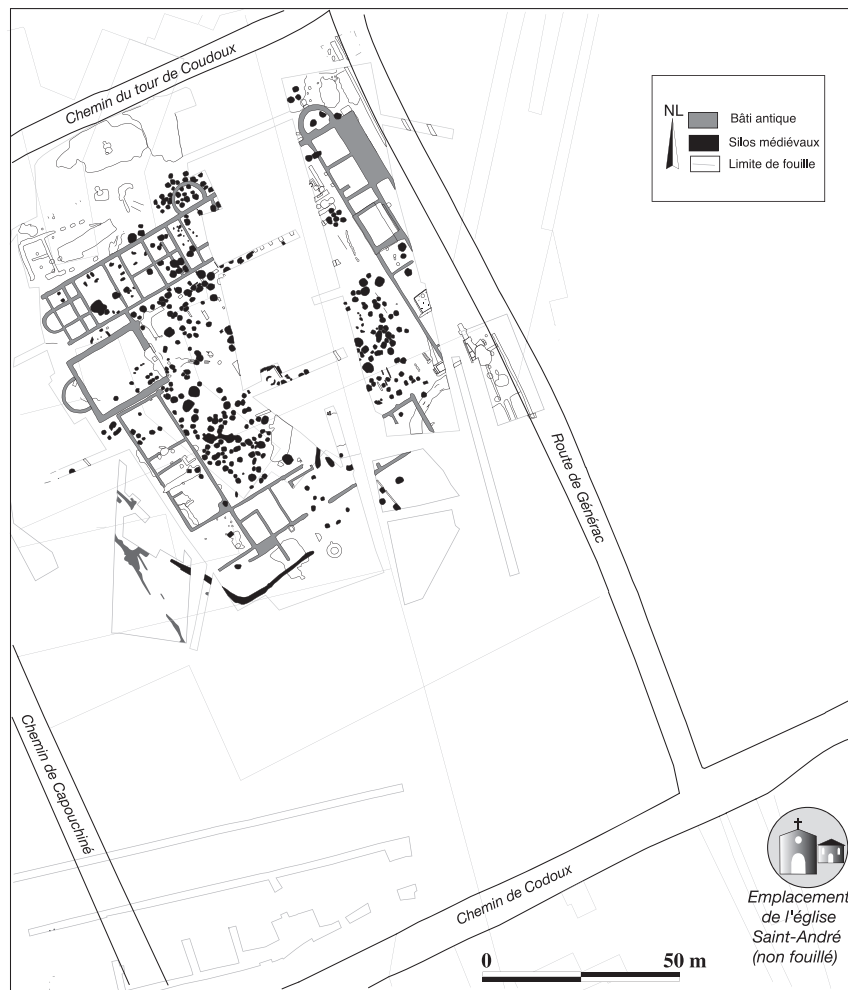 Chemin du tour de Coudoux
NL
Bâti antique
Silos médiévaux
Limite de fouille
Route de Générac
Chemin de Capouchiné
Chemin de Codoux
Emplacement
de l'église
Saint-André
(non fouillé)
0
50 m